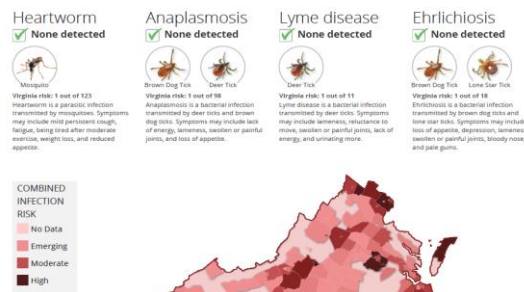 Heartworm
None detected
Mosquito
Virginia risk: 1 out of 123
Heartworm is a parasitic infection
transmitted by mosquitoes. Symptoms
may include mild persistent cough,
fatigue, being tired after moderate
exercise, weight loss, and reduced
appetite.
Anaplasmosis
None detected
Brown Dog Tick
Deer Tick
Virginia risk: 1 out of 98
Anaplasmosis is a bacterial infection
transmitted by deer ticks and brown
dog ticks. Symptoms may include lack
of energy, lameness, swollen or painful
joints, and loss of appetite.
Lyme disease
None detected
Deer Tick
Virginia risk: 1 out of 11
Lyme disease is a bacterial infection
transmitted by deer ticks. Symptoms
may include lameness, reluctance to
move, swollen or painful joints, lack of
energy, and urinating more.
Ehrlichiosis
None detected
Brown Dog Tick
Lone Star Tick
Virginia risk: 1 out of 18
Ehrlichiosis is a bacterial infection
transmitted by brown dog ticks and
lone star ticks. Symptoms may include
loss of appetite, depression, lameness,
swollen or painful joints, bloody nose,
and pale gums.
COMBINED
INFECTION
RISK
No Data
Emerging
Moderate
High